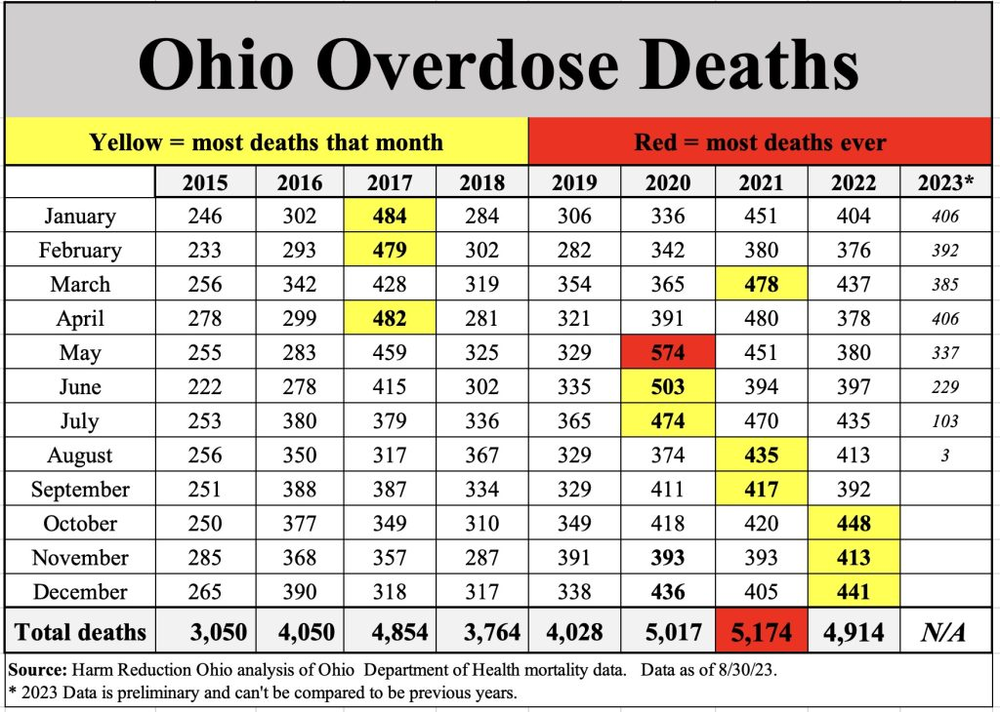 Ohio Overdose Deaths
Yellow = most deaths that month Red = most deaths ever
2015 2016 2017 2018 2019 2020 2021 2022 2023*
January 246 302 484 284 306 336 451 404 406
February 233 293 479 302 282 342 380 376 392
March 256 342 428 319 354 365 478 437 385
April 278 299 482 281 321 391 480 378 406
May 255 283 459 325 329 574 451 380 337
June 222 278 415 302 335 503 394 397 229
July 253 380 379 336 365 474 470 435 103
August 256 350 317 367 329 374 435 413 3
September 251 388 387 334 329 411 417 392
October 250 377 349 310 349 418 420 448
November 285 368 357 287 391 393 393 413
December 265 390 318 317 338 436 405 441
Total deaths 3,050 4,050 4,854 3,764 4,028 5,017 5,174 4,914 N/A
Source: Harm Reduction Ohio analysis of Ohio Department of Health mortality data. Data as of 8/30/23.
* 2023 Data is preliminary and can't be compared to be previous years.